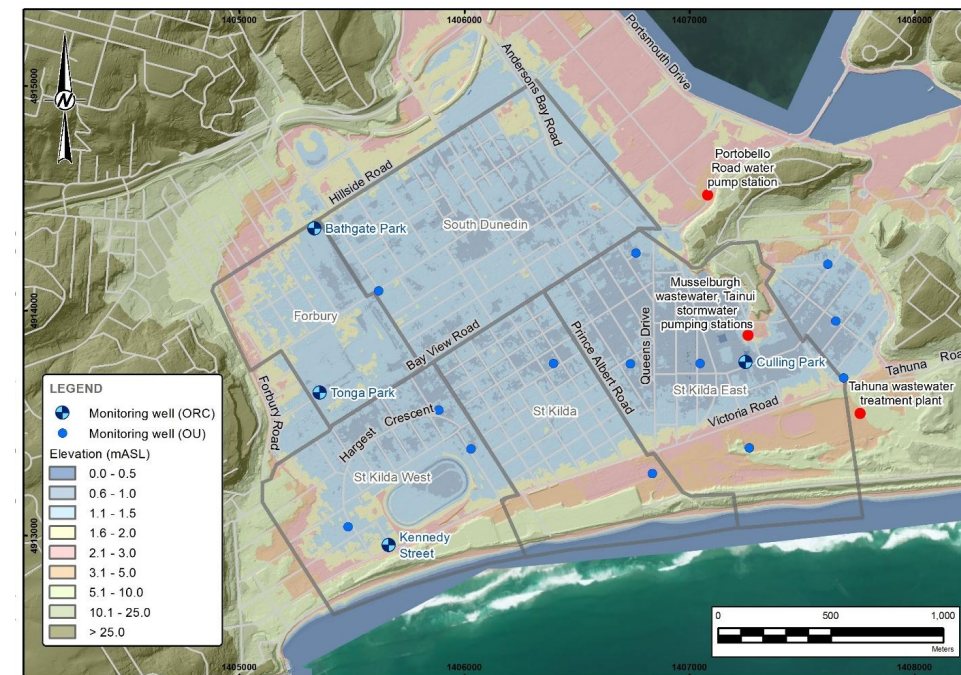 1405000
1406000
1407000
1408000
4915000
4914000
4913000
N
Portsmouth Drive
Andersons Bay Road
Hillside Road
Portobello
Road water
pump station
Bathgate Park
South Dunedin
Musselburgh
wastewater, Tainui
stormwater
pumping stations
Forbury
Bay View Road
Prince Albert Road
Queens Drive
Culling Park
Tahuna Roa
Tahuna wastewater
treatment plant
Tonga Park
Forbury Road
Hargest Crescent
St Kilda
St Kilda East
Victoria Road
St Kilda West
Kennedy
Street
LEGEND
Monitoring well (ORC)
Monitoring well (OU)
Elevation (mASL)
0.0 - 0.5
0.6 - 1.0
1.1 - 1.5
1.6 - 2.0
2.1 - 3.0
3.1 - 5.0
5.1 - 10.0
10.1 - 25.0
> 25.0
0 500 1,000
Meters
1405000
1406000
1407000
1408000